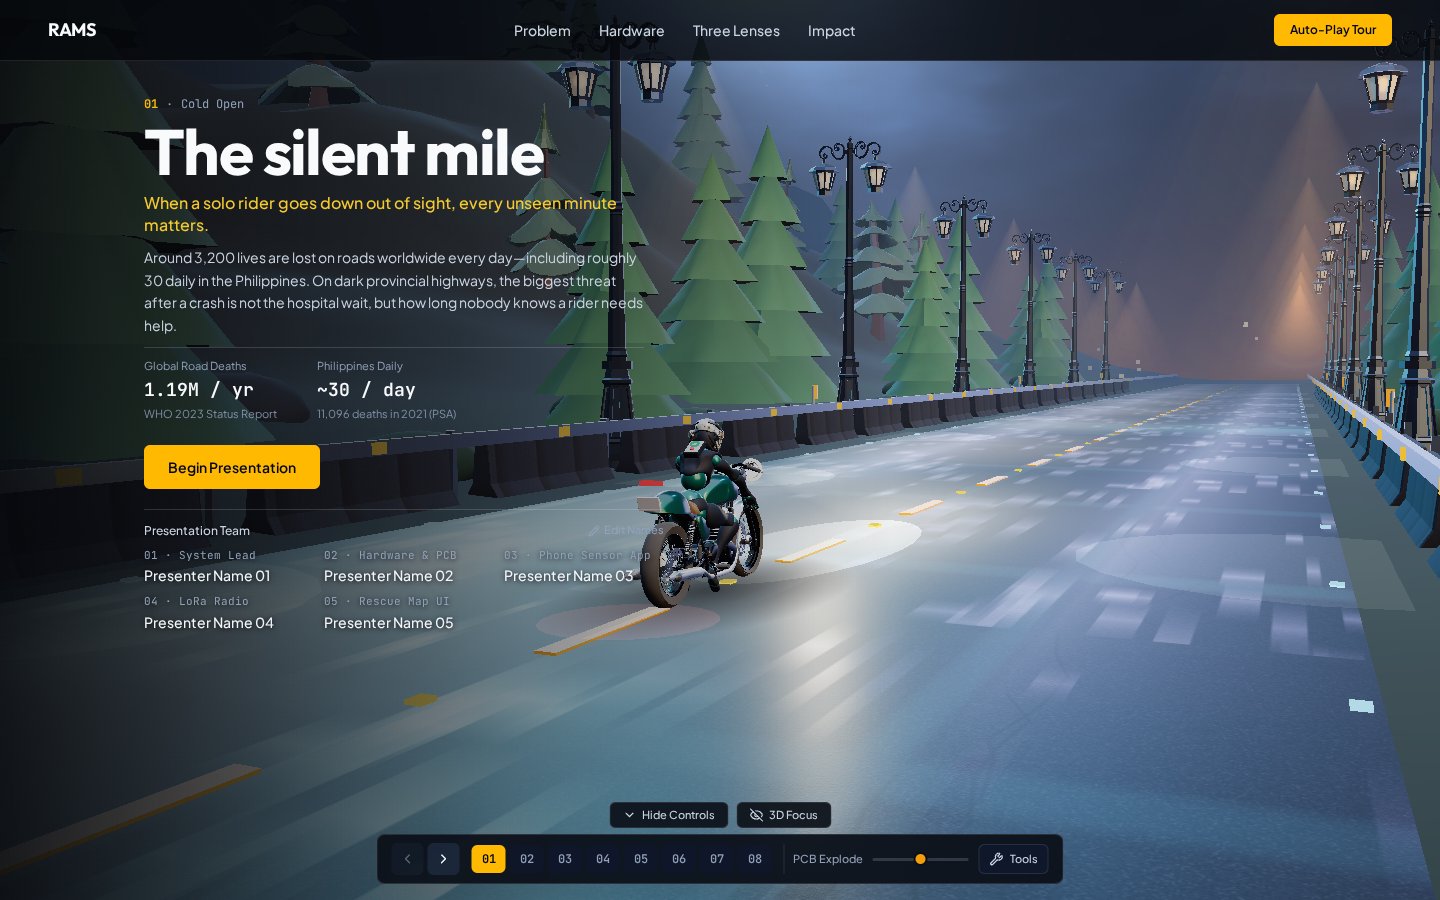 RAMS
Problem
Hardware
Three Lenses
Impact
Auto-Play Tour
01 · Cold Open
The silent mile
When a solo rider goes down out of sight, every unseen minute
matters.
Around 3,200 lives are lost on roads worldwide every day—including roughly
30 daily in the Philippines. On dark provincial highways, the biggest threat
after a crash is not the hospital wait, but how long nobody knows a rider needs
help.
Global Road Deaths
1.19M / yr
WHO 2023 Status Report
Philippines Daily
~30 / day
11,096 deaths in 2021 (PSA)
Begin Presentation
Presentation Team
Edit Names
01 · System Lead
Presenter Name 01
02 · Hardware & PCB
Presenter Name 02
03 · Phone Sensor App
Presenter Name 03
04 · LoRa Radio
Presenter Name 04
05 · Rescue Map UI
Presenter Name 05
Hide Controls
3D Focus
01 02 03 04 05 06 07 08
PCB Explode
Tools